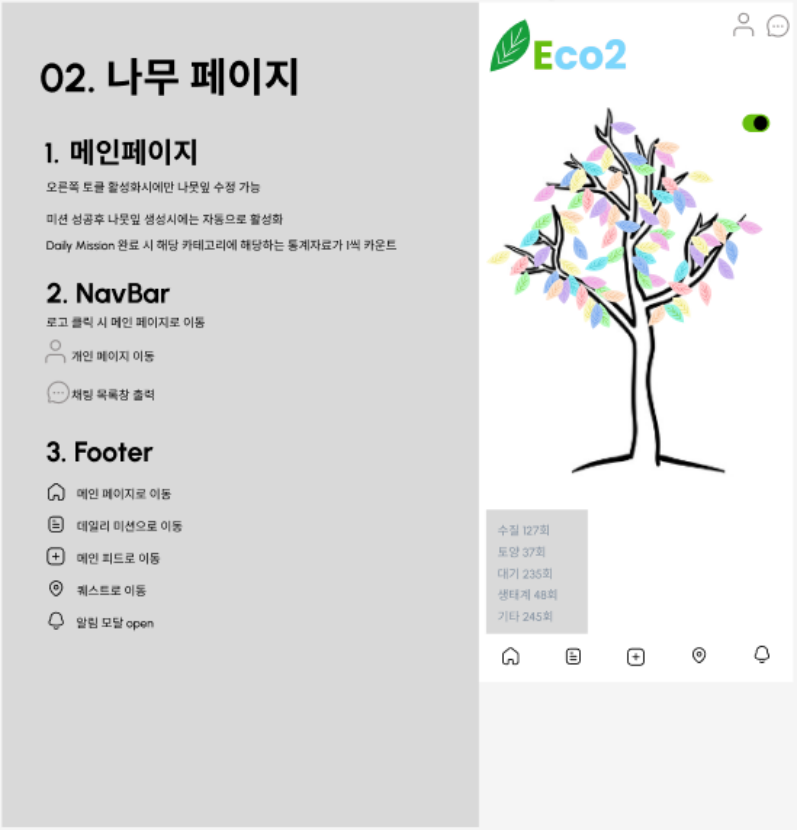 02. 나무 페이지
1. 메인페이지
오른쪽 토글 활성화시에만 나뭇잎 수정 가능
미션 성공후 나뭇잎 생성시에는 자동으로 활성화
Daily Mission 완료 시 해당 카테고리에 해당하는 통계자료가 1씩 카운트
2. NavBar
로고 클릭 시 메인 페이지로 이동
개인 페이지 이동
채팅 목록창 출력
3. Footer
메인 페이지로 이동
데일리 미션으로 이동
메인 피드로 이동
퀘스트로 이동
알림 모달 open
Eco2
수질 127회
토양 37회
대기 235회
생태계 48회
기타 245회